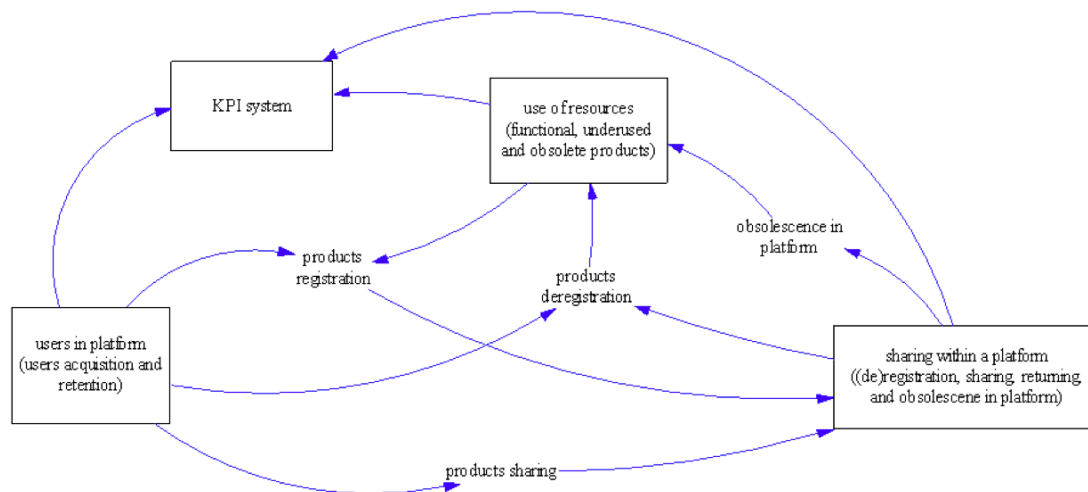 KPI system
use of resources
(functional, underused
and obsolete products)
obsolescence in
platform
products
registration
products
deregistration
users in platform
(users acquisition and
retention)
sharing within a platform
((de)registration, sharing, returning,
and obsolescene in platform)
products sharing